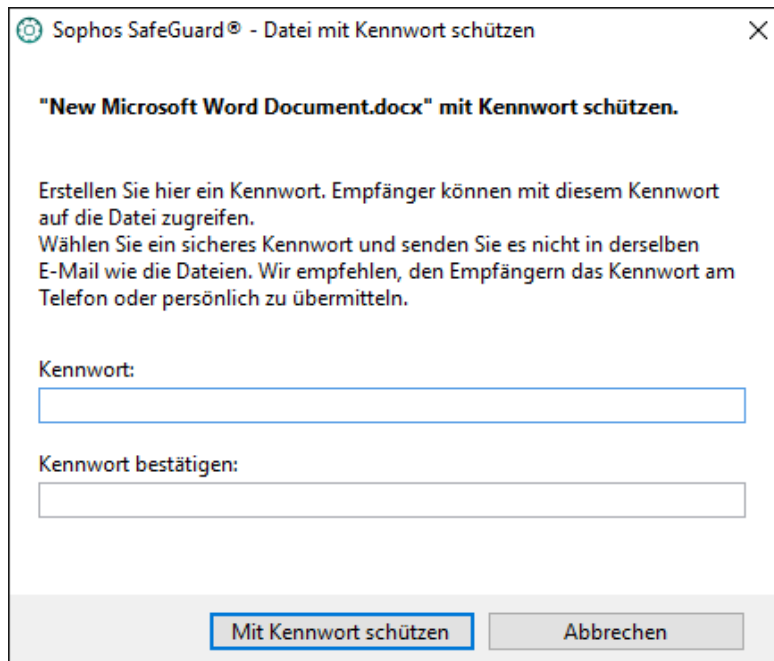 Sophos SafeGuard® - Datei mit Kennwort schützen
"New Microsoft Word Document.docx" mit Kennwort schützen.
Erstellen Sie hier ein Kennwort. Empfänger können mit diesem Kennwort
auf die Datei zugreifen.
Wählen Sie ein sicheres Kennwort und senden Sie es nicht in derselben
E-Mail wie die Dateien. Wir empfehlen, den Empfängern das Kennwort am
Telefon oder persönlich zu übermitteln.
Kennwort:
Kennwort bestätigen:
Mit Kennwort schützen Abbrechen